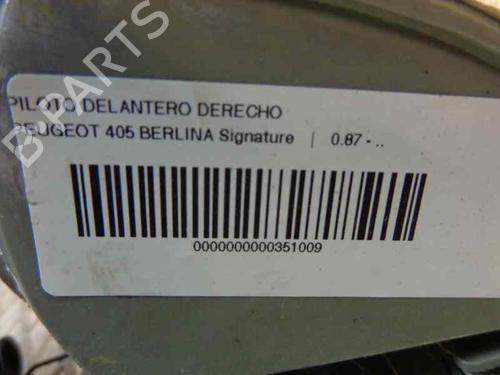 PILOTO DELANTERO DERECHO
PEUGEOT 405 BERLINA Signature | 0.87 - ..
0000000000351009
B-PARTS